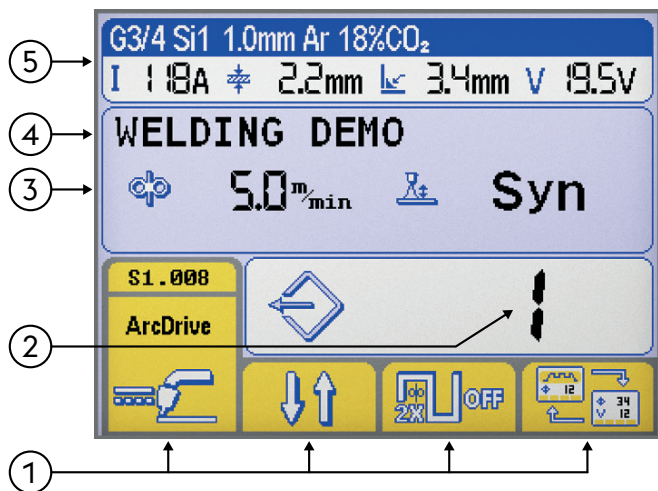 G3/4 Si1 1.0mm Ar 18%CO₂
I 118A 2.2mm 3.4mm V 19.5V
WELDING DEMO
5.0 m/min Syn
S1.008
ArcDrive
1
2X OFF
12
34
V 12
5
4
3
2
1